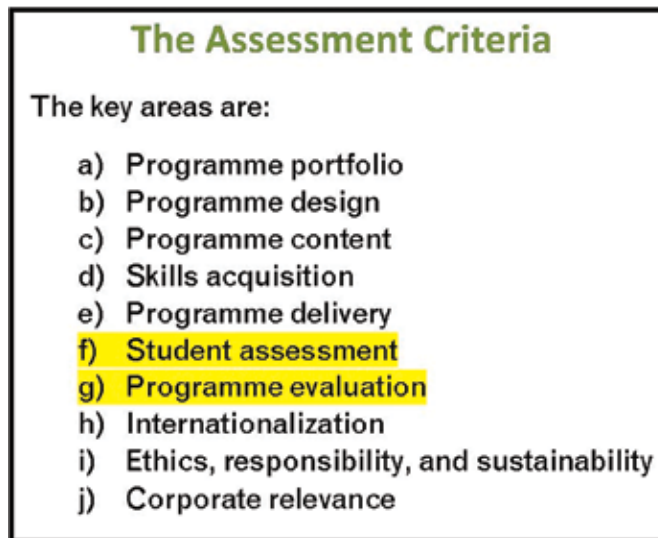 The Assessment Criteria
The key areas are:
a) Programme portfolio
b) Programme design
c) Programme content
d) Skills acquisition
e) Programme delivery
f) Student assessment
g) Programme evaluation
h) Internationalization
i) Ethics, responsibility, and sustainability
j) Corporate relevance